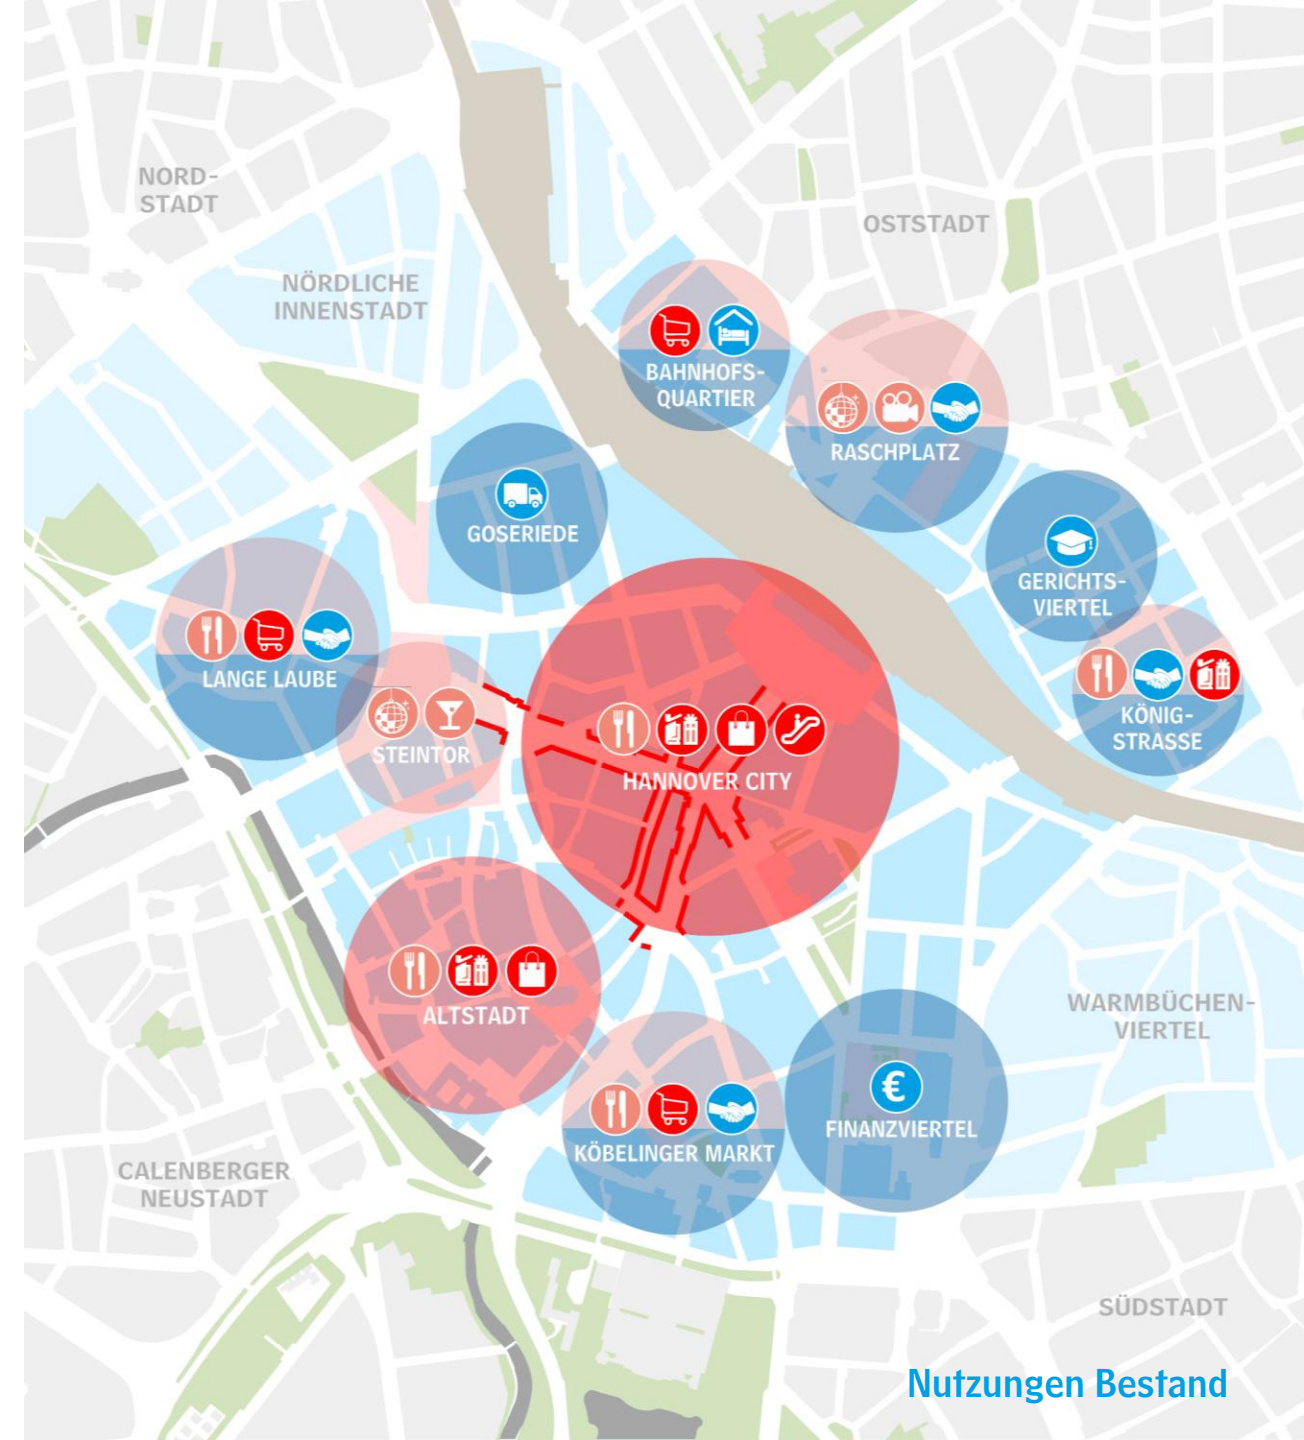 NORD-
STADT
OSTSTADT
NÖRDLICHE
INNENSTADT
BAHNHOFS-
QUARTIER
RASCHPLATZ
GOSERIEDE
GERICHTS-
VIERTEL
LANGE LAUBE
KÖNIG-
STRASSE
STEINTOR
HANNOVER CITY
ALTSTADT
WARMBÜCHEN-
VIERTEL
€
FINANZVIERTEL
KÖBELINGER MARKT
CALENBERGER
NEUSTADT
SÜDSTADT
Nutzungen Bestand